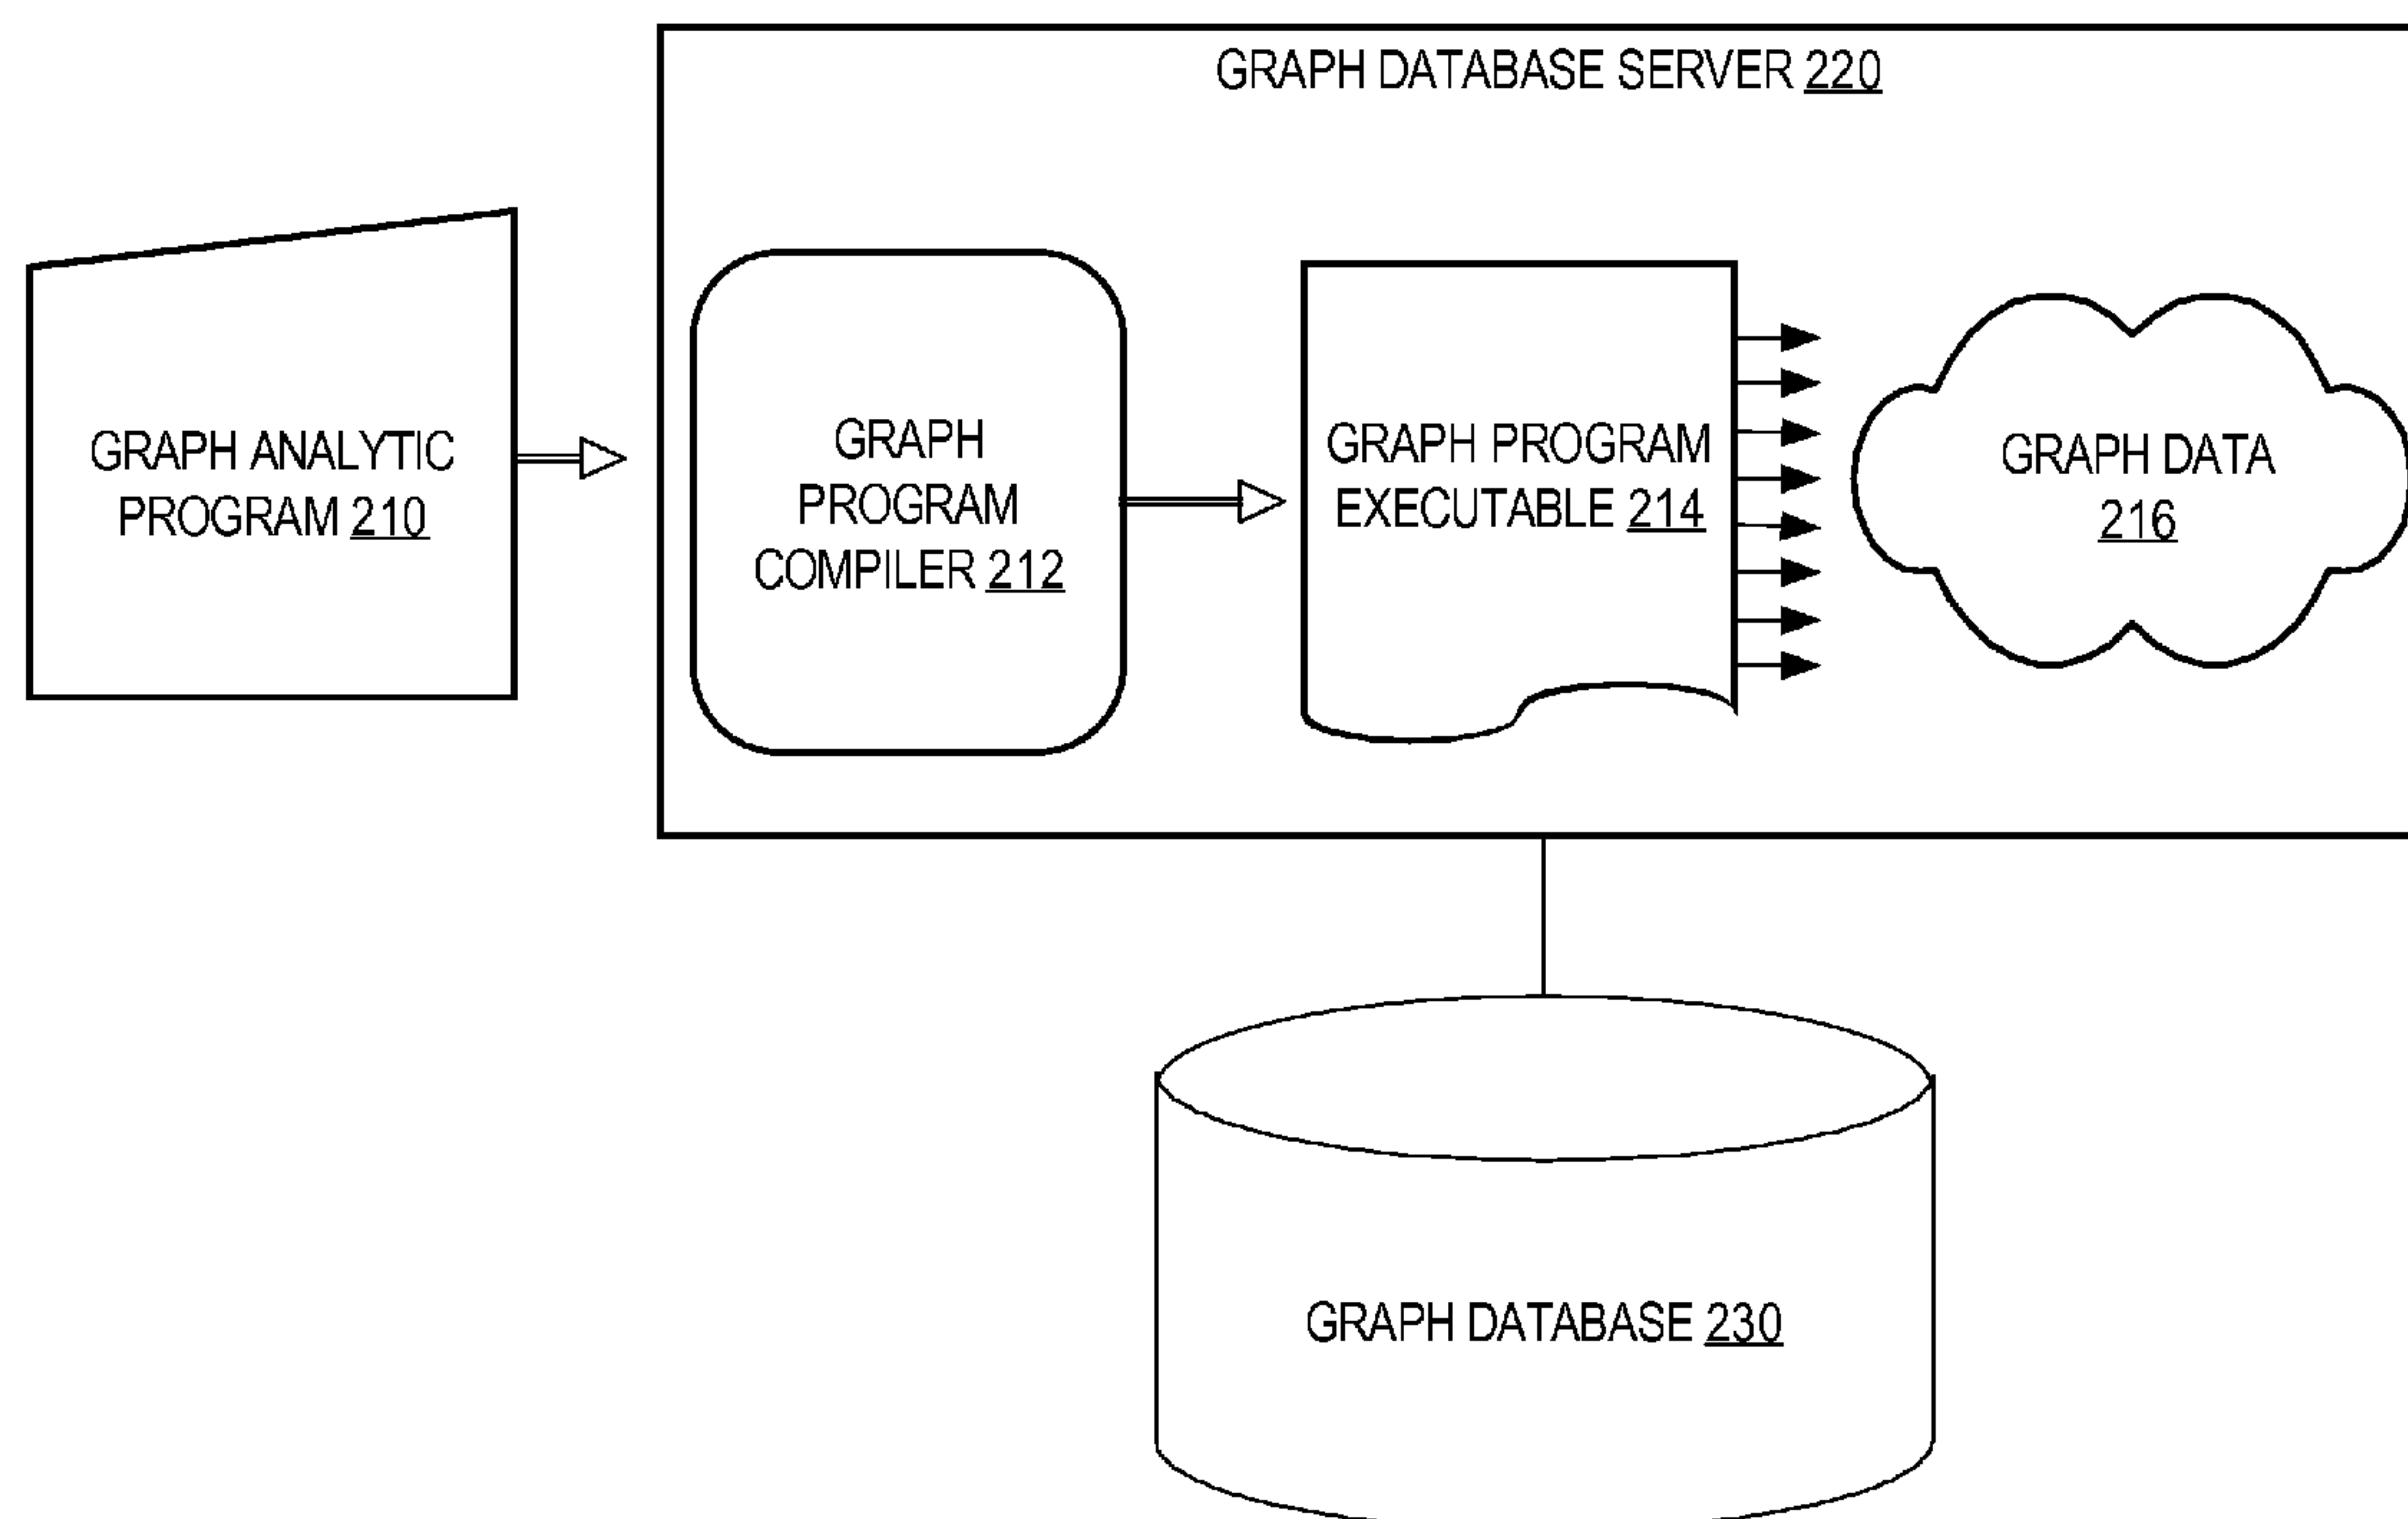 GRAPH DATABASE SERVER 220
GRAPH ANALYTIC
PROGRAM 210
GRAPH
PROGRAM
COMPILER 212
GRAPH PROGRAM
EXECUTABLE 214
GRAPH DATA
216
GRAPH DATABASE 230